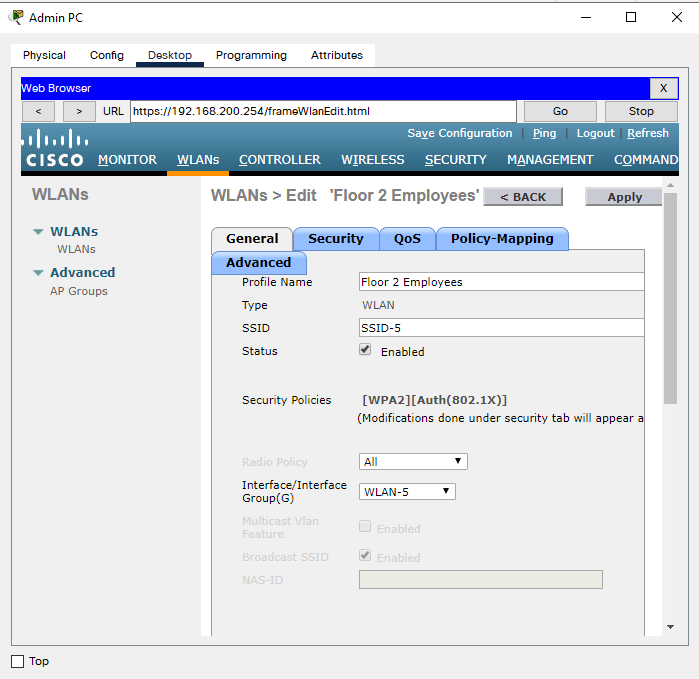 Admin PC
Physical Config Desktop Programming Attributes
Web Browser X
< > URL https://192.168.200.254/frameWlanEdit.html Go Stop
Save Configuration | Ping | Logout | Refresh
CISCO MONITOR WLANs CONTROLLER WIRELESS SECURITY MANAGEMENT COMMAND
WLANs
WLANs > Edit 'Floor 2 Employees' < BACK Apply
WLANs
WLANs
Advanced
AP Groups
General Security QoS Policy-Mapping
Advanced
Profile Name Floor 2 Employees
Type WLAN
SSID SSID-5
Status Enabled
Security Policies [WPA2][Auth(802.1X)]
(Modifications done under security tab will appear a
Radio Policy All
Interface/Interface
Group(G) WLAN-5
Multicast Vlan
Feature Enabled
Broadcast SSID Enabled
NAS-ID
Top